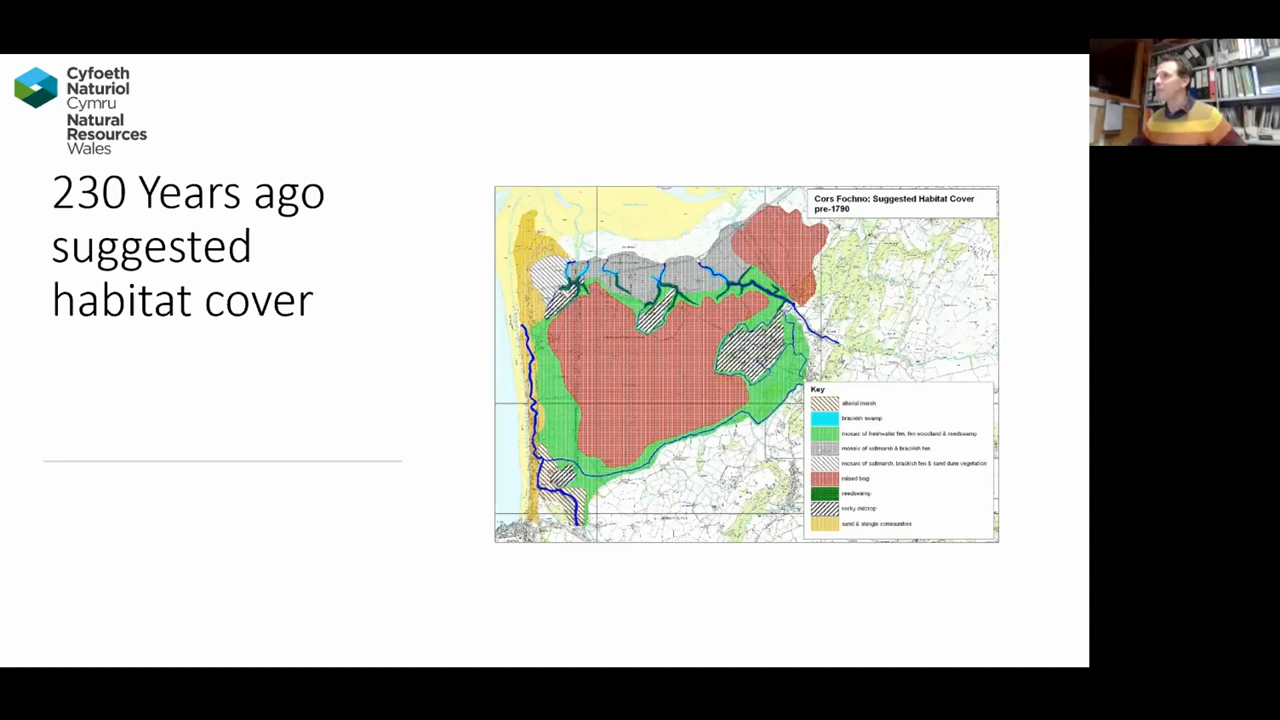 Cyfoeth
Naturiol
Cymru
Natural
Resources
Wales
230 Years ago
suggested
habitat cover
Cors Fochno: Suggested Habitat Cover
pre-1790
Key
alluvial marsh
brackish swamp
mosaic of freshwater fen, fen woodland & reedswamp
mosaic of saltmarsh & brackish fen
mosaic of saltmarsh, brackish fen & sand dune vegetation
raised bog
reedswamp
rocky outcrop
sand & shingle communities